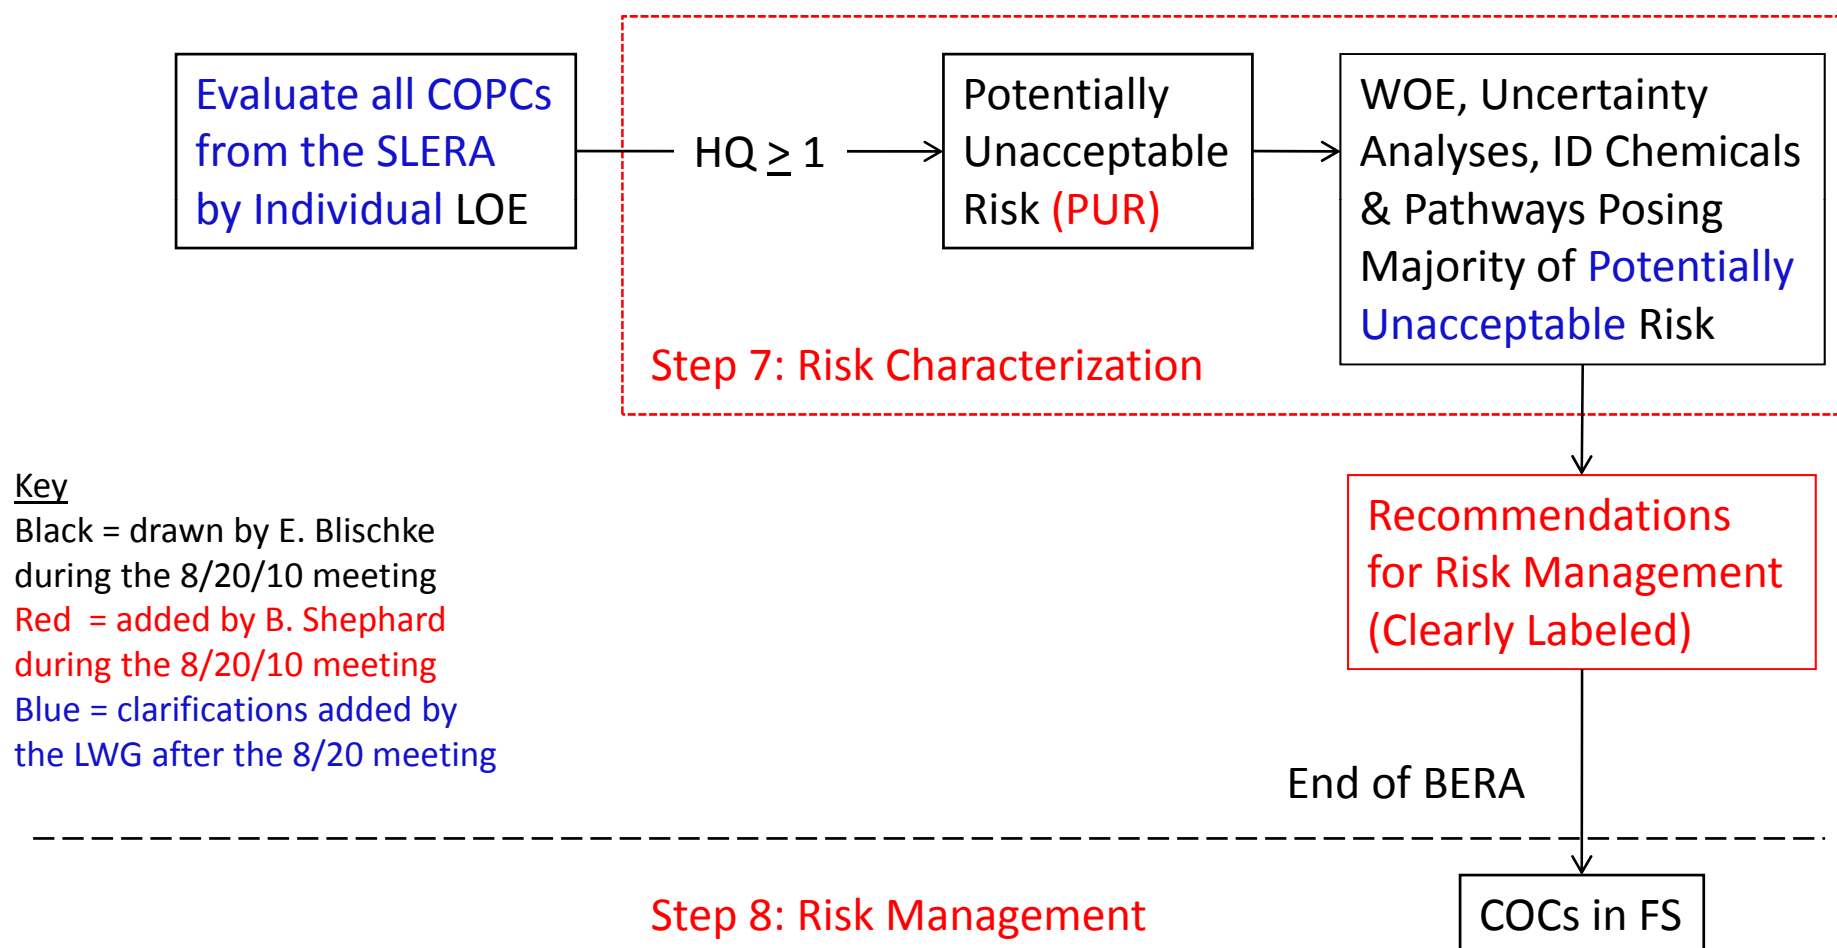 Evaluate all COPCs
from the SLERA
by Individual LOE
HQ ≥ 1
Potentially
Unacceptable
Risk (PUR)
WOE, Uncertainty
Analyses, ID Chemicals
& Pathways Posing
Majority of Potentially
Unacceptable Risk
Step 7: Risk Characterization
Key
Black = drawn by E. Blischke
during the 8/20/10 meeting
Red = added by B. Shephard
during the 8/20/10 meeting
Blue = clarifications added by
the LWG after the 8/20 meeting
Recommendations
for Risk Management
(Clearly Labeled)
End of BERA
Step 8: Risk Management
COCs in FS